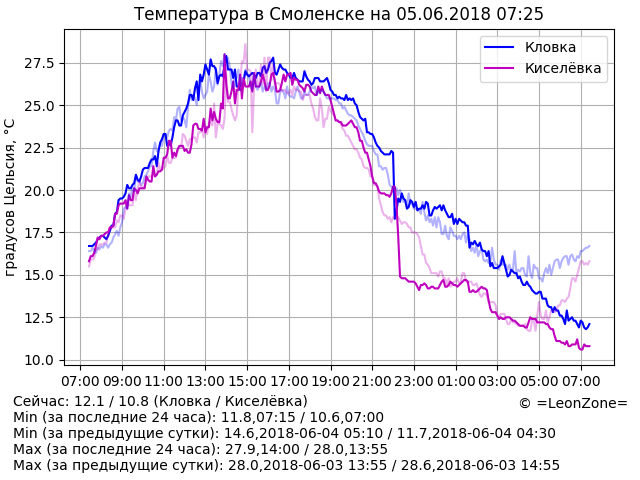 Температура в Смоленске на 05.06.2018 07:25
Кловка
Киселёвка
градусов Цельсия, °C
27.5
25.0
22.5
20.0
17.5
15.0
12.5
10.0
07:00 09:00 11:00 13:00 15:00 17:00 19:00 21:00 23:00 01:00 03:00 05:00 07:00
Сейчас: 12.1 / 10.8 (Кловка / Киселёвка)
© =LeonZone=
Min (за последние 24 часа): 11.8,07:15 / 10.6,07:00
Min (за предыдущие сутки): 14.6,2018-06-04 05:10 / 11.7,2018-06-04 04:30
Max (за последние 24 часа): 27.9,14:00 / 28.0,13:55
Max (за предыдущие сутки): 28.0,2018-06-03 13:55 / 28.6,2018-06-03 14:55